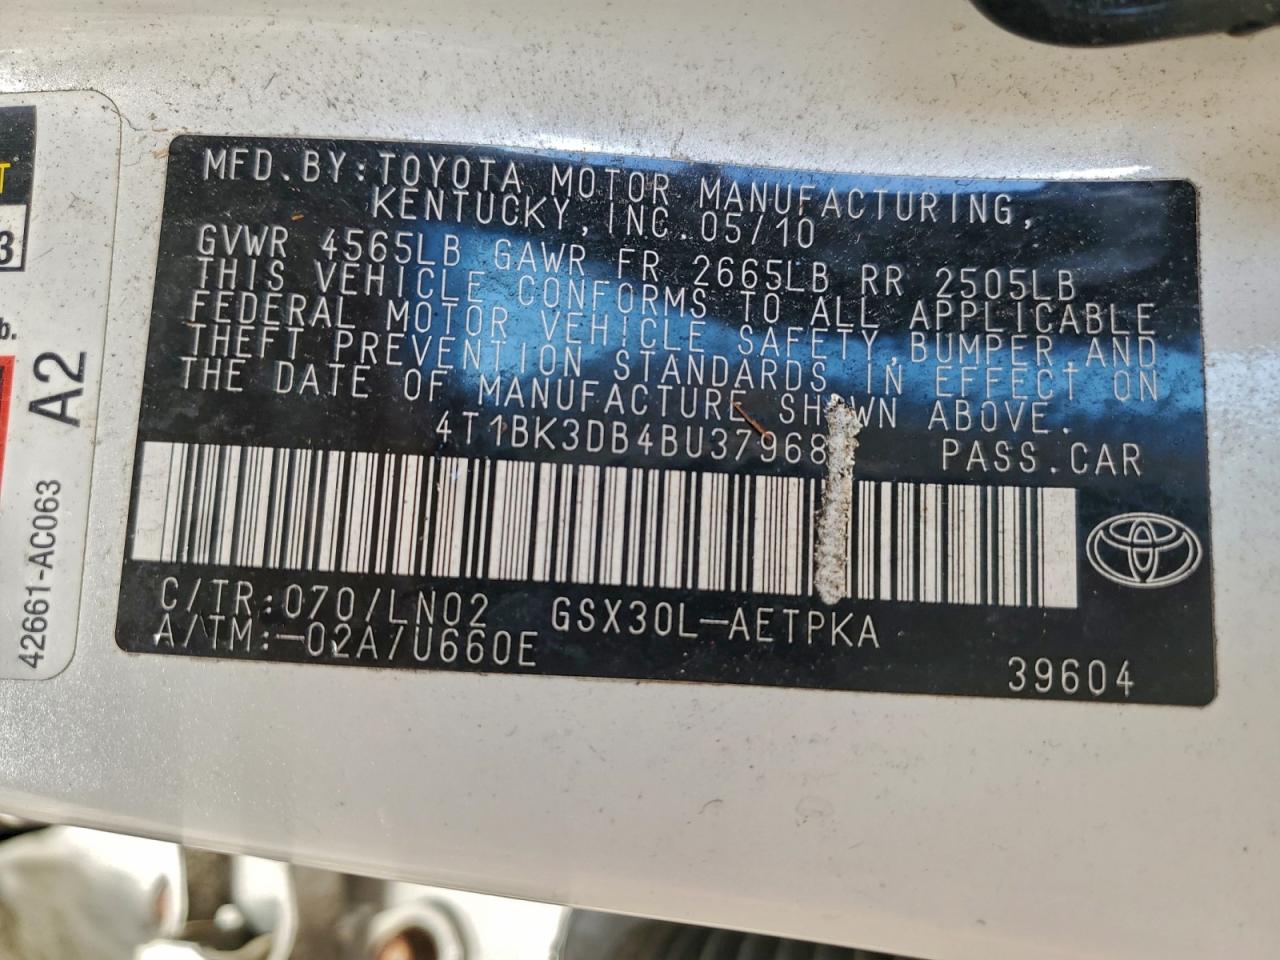 T
3
b.
A2
42661-AC063
MFD.BY:TOYOTA MOTOR MANUFACTURING,
KENTUCKY,INC.05/10
GVWR 4565LB GAWR FR 2665LB RR 2505LB
THIS VEHICLE CONFORMS TO ALL APPLICABLE
FEDERAL MOTOR VEHICLE SAFETY,BUMPER,AND
THEFT PREVENTION STANDARDS IN EFFECT ON
THE DATE OF MANUFACTURE SHOWN ABOVE.
4T1BK3DB4BU37968 PASS.CAR
C/TR:070/LN02 GSX30L-AETPKA
A/TM:-02A/U660E
39604